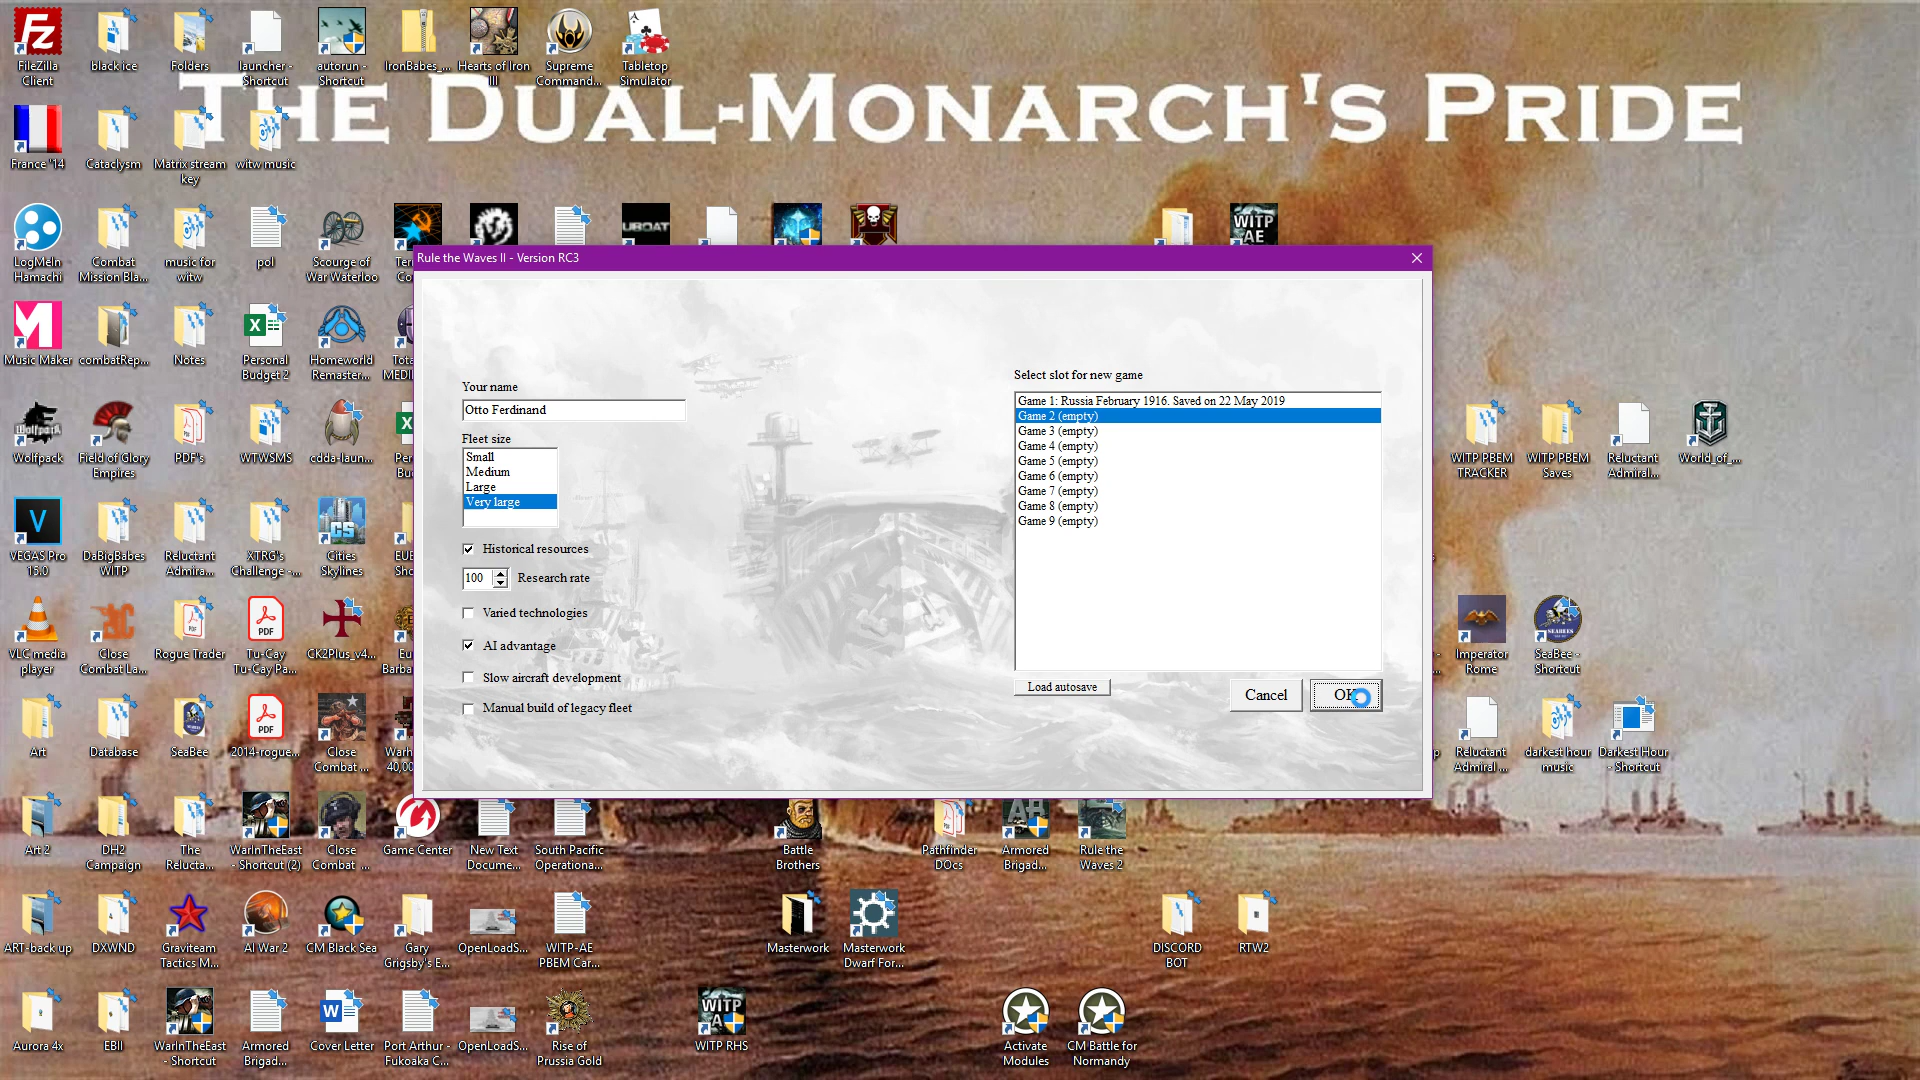 FileZilla Client
black ice
Folders
launcher - Shortcut
autorun - Shortcut
IronBabes_...
Hearts of Iron III
Supreme Command...
Tabletop Simulator
THE DUAL-MONARCH'S PRIDE
France '14
Cataclysm
Matrix stream key
witw music
LogMeIn Hamachi
Combat Mission Bla...
music for witw
pol
Scourge of War Waterloo
UBOAT
WITP AE
Music Maker
combatRep...
Notes
Personal Budget 2
Homeworld Remaster...
Wolfpack
Field of Glory Empires
PDF's
WTWSMS
cdda-laun...
WITP PBEM TRACKER
WITP PBEM Saves
Reluctant Admiral...
World_of_...
VEGAS Pro 15.0
DaBigBabes WITP
Reluctant Admira...
XTRG's Challenge -...
Cities Skylines
VLC media player
Close Combat La...
Rogue Trader
Tu-Cay Tu-Cay Pa...
CK2Plus_v4...
Imperator Rome
SeaBee - Shortcut
Art
Database
SeaBee
2014-rogue...
Close Combat ...
Reluctant Admiral ...
darkest hour music
Darkest Hour - Shortcut
Rule the Waves II - Version RC3
Your name
Otto Ferdinand
Fleet size
Small
Medium
Large
Very large
Historical resources
100 Research rate
Varied technologies
AI advantage
Slow aircraft development
Manual build of legacy fleet
Select slot for new game
Game 1: Russia February 1916. Saved on 22 May 2019
Game 2 (empty)
Game 3 (empty)
Game 4 (empty)
Game 5 (empty)
Game 6 (empty)
Game 7 (empty)
Game 8 (empty)
Game 9 (empty)
Load autosave
Cancel
OK
Art 2
DH2 Campaign
The Relucta...
WarInTheEast - Shortcut (2)
Close Combat ...
Game Center
New Text Docume...
South Pacific Operationa...
Battle Brothers
Pathfinder DOcs
Armored Brigad...
Rule the Waves 2
ART-back up
DXWND
Graviteam Tactics M...
AI War 2
CM Black Sea
Gary Grigsby's E...
OpenLoadS...
WITP-AE PBEM Car...
Masterwork
Masterwork Dwarf For...
DISCORD BOT
RTW2
Aurora 4x
EBII
WarInTheEast - Shortcut
Armored Brigad...
Cover Letter
Port Arthur - Fukoaka C...
OpenLoadS...
Rise of Prussia Gold
WITP RHS
Activate Modules
CM Battle for Normandy